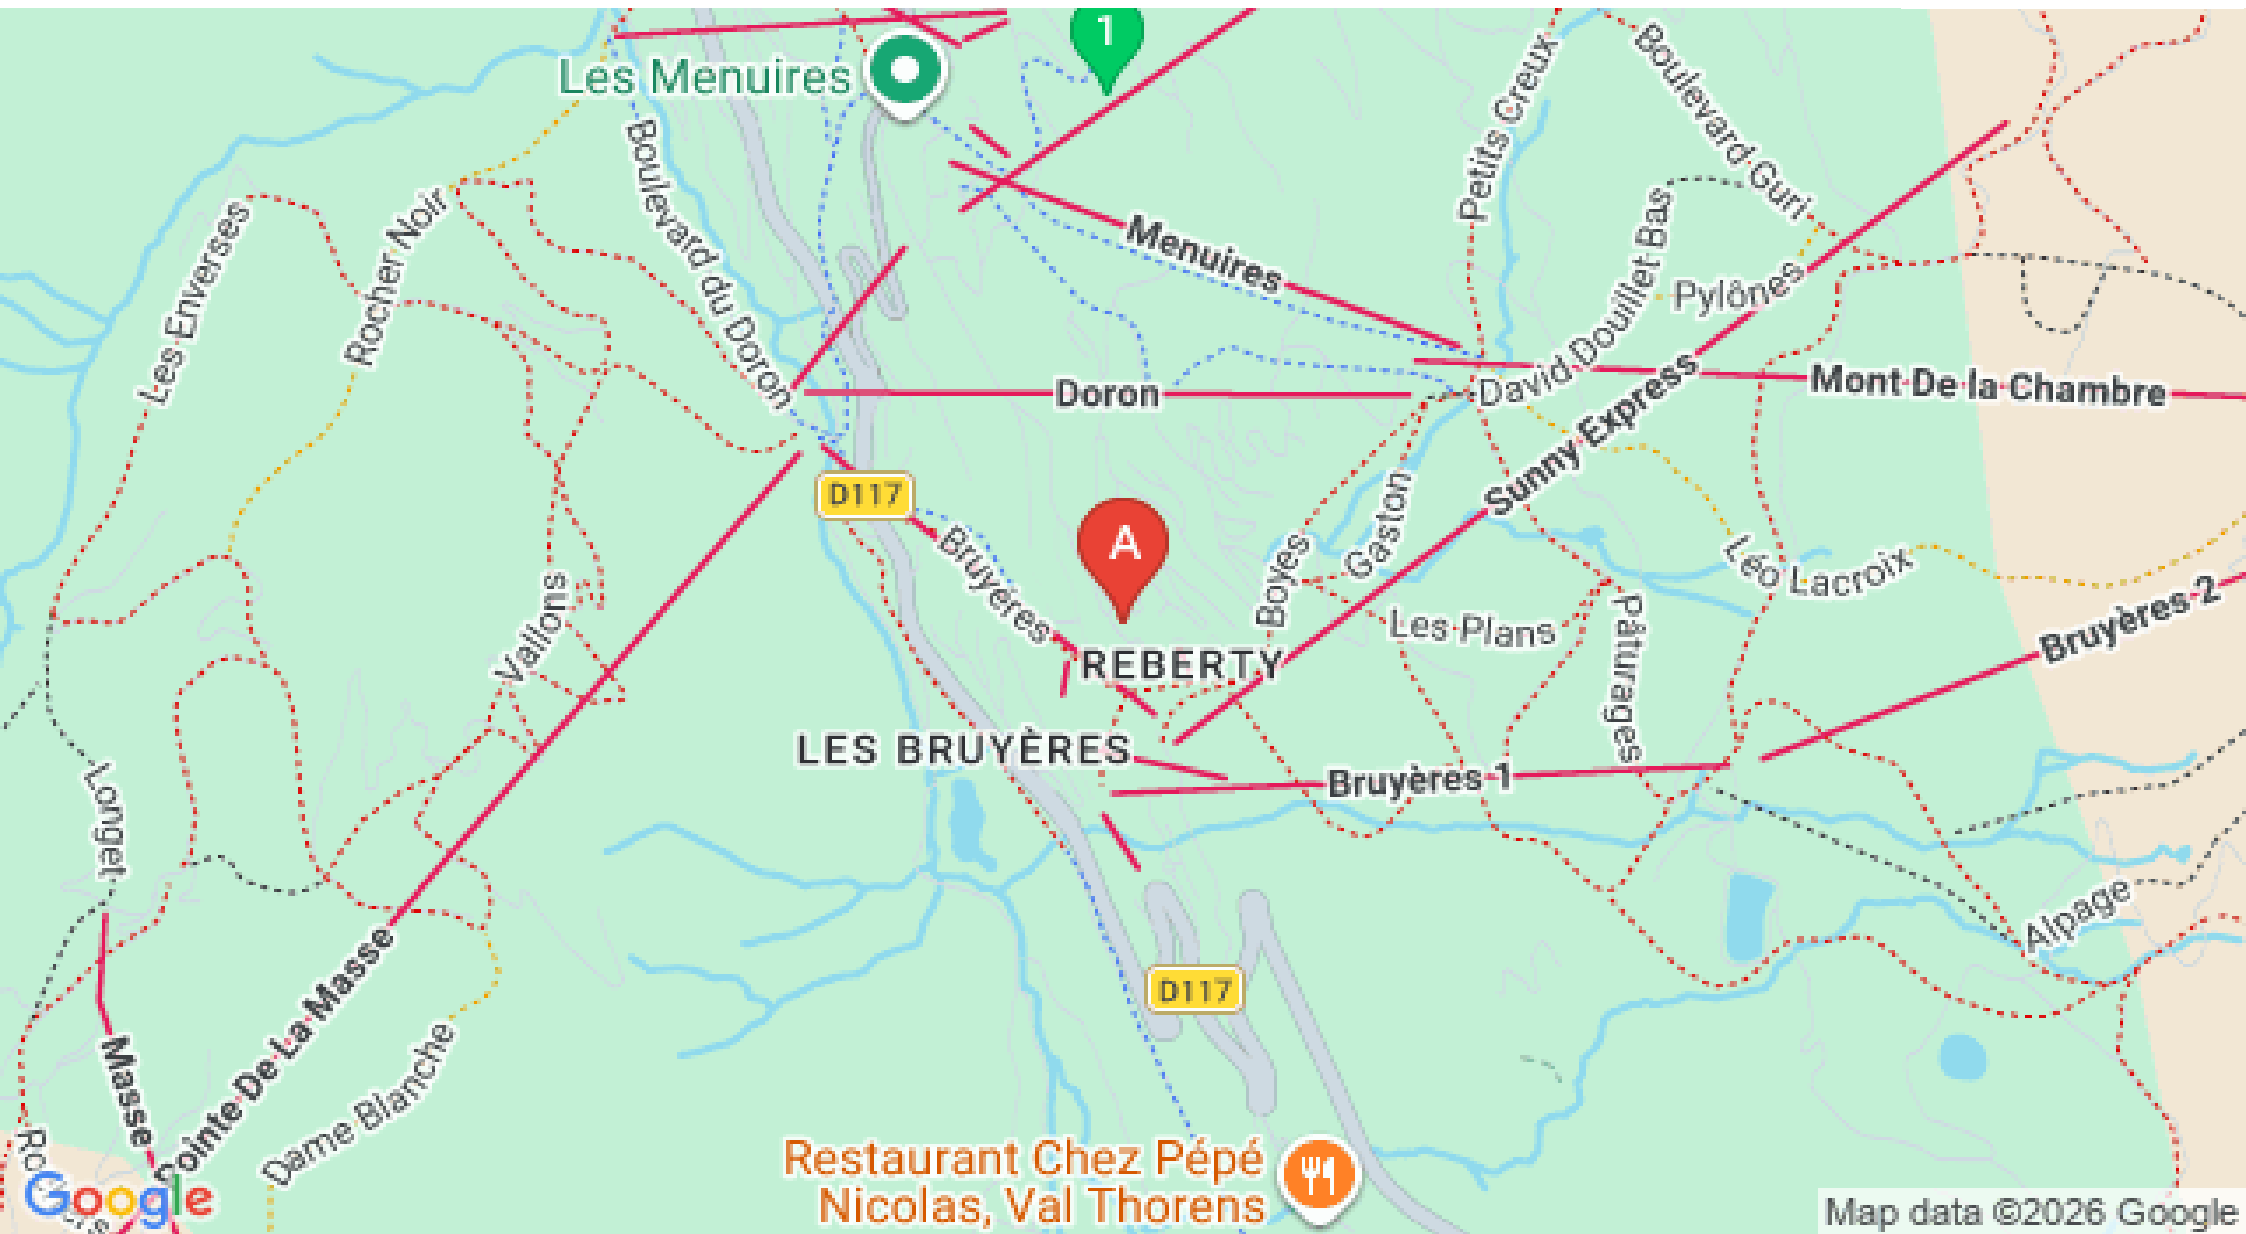 1
Les Menuires
Boulevard du Doron
Petits Creux
Boulevard Guri
Les Enverses
Rocher Noir
Menuires
David Douillet Bas
Pylônes
Doron
Mont De la Chambre
Sunny Express
D117
Gaston
A
Bruyères
Boyes
Léo Lacroix
Vallons
Les Plans
Pâturages
Bruyères 2
REBERTY
LES BRUYÈRES
Bruyères 1
Longet
Alpage
Pointe De La Masse
D117
Masse
Dame Blanche
Restaurant Chez Pépé
Nicolas, Val Thorens
Google
Map data ©2026 Google